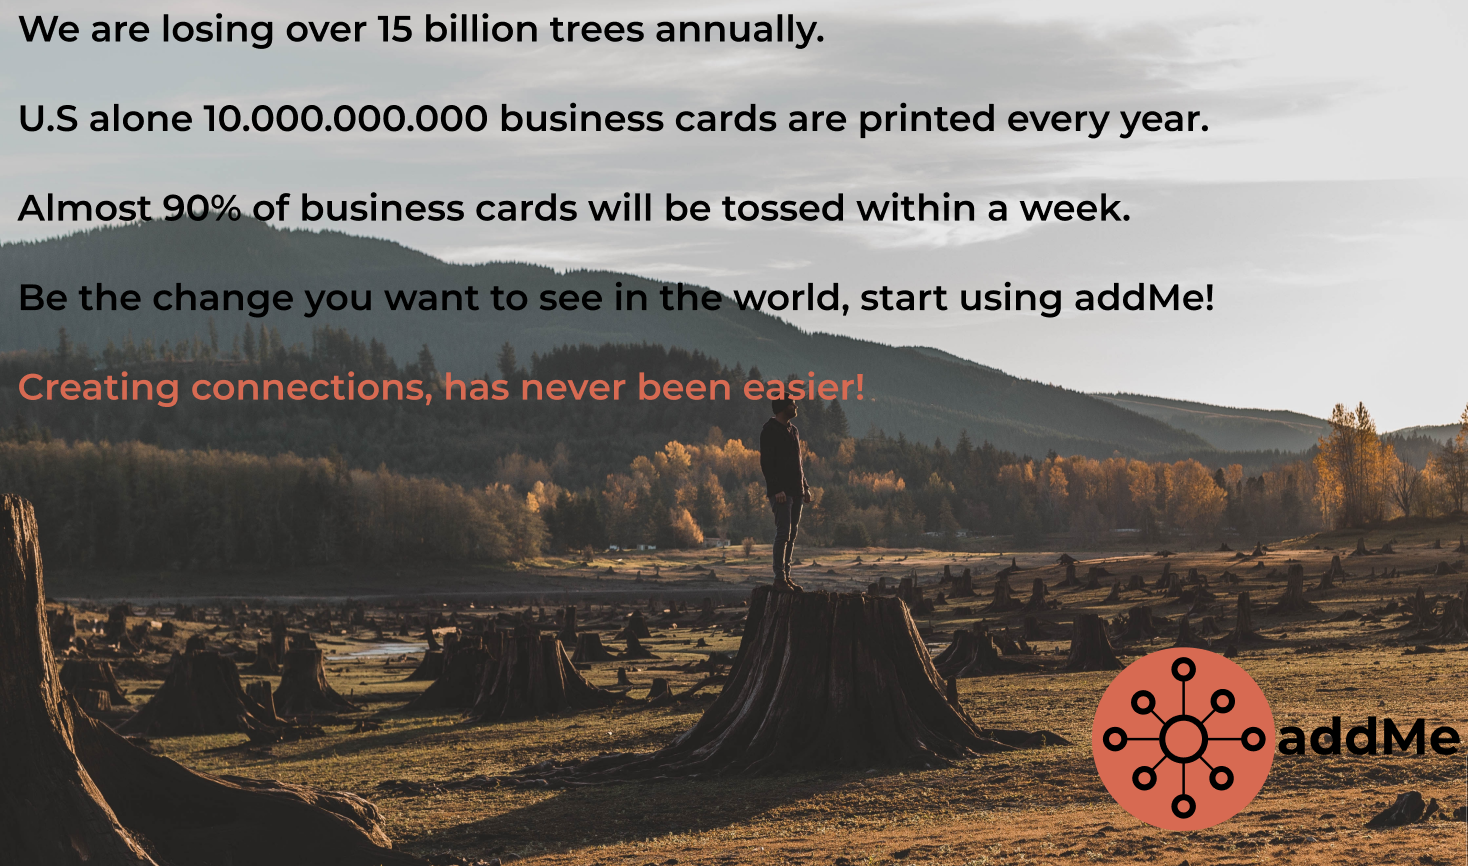 We are losing over 15 billion trees annually.
U.S alone 10.000.000.000 business cards are printed every year.
Almost 90% of business cards will be tossed within a week.
Be the change you want to see in the world, start using addMe!
Creating connections, has never been easier!
addMe